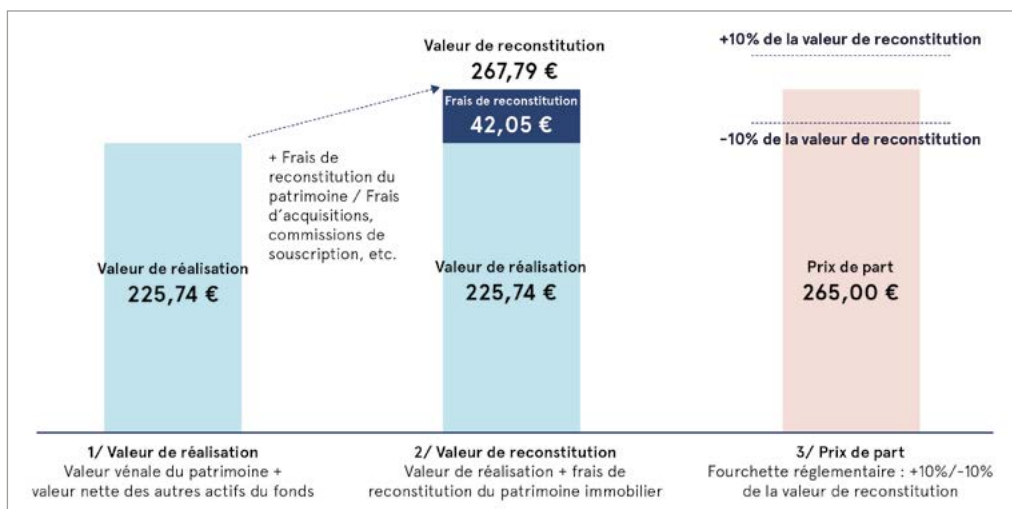 Valeur de reconstitution
267,79 €
Frais de reconstitution
42,05 €
+ Frais de
reconstitution du
patrimoine / Frais
d'acquisitions,
commissions de
souscription, etc.
Valeur de réalisation
225,74 €
Valeur de réalisation
225,74 €
+10% de la valeur de reconstitution
-10% de la valeur de reconstitution
Prix de part
265,00 €
1/ Valeur de réalisation
Valeur vénale du patrimoine +
valeur nette des autres actifs du fonds
2/ Valeur de reconstitution
Valeur de réalisation + frais de
reconstitution du patrimoine immobilier
3/ Prix de part
Fourchette réglementaire : +10%/-10%
de la valeur de reconstitution